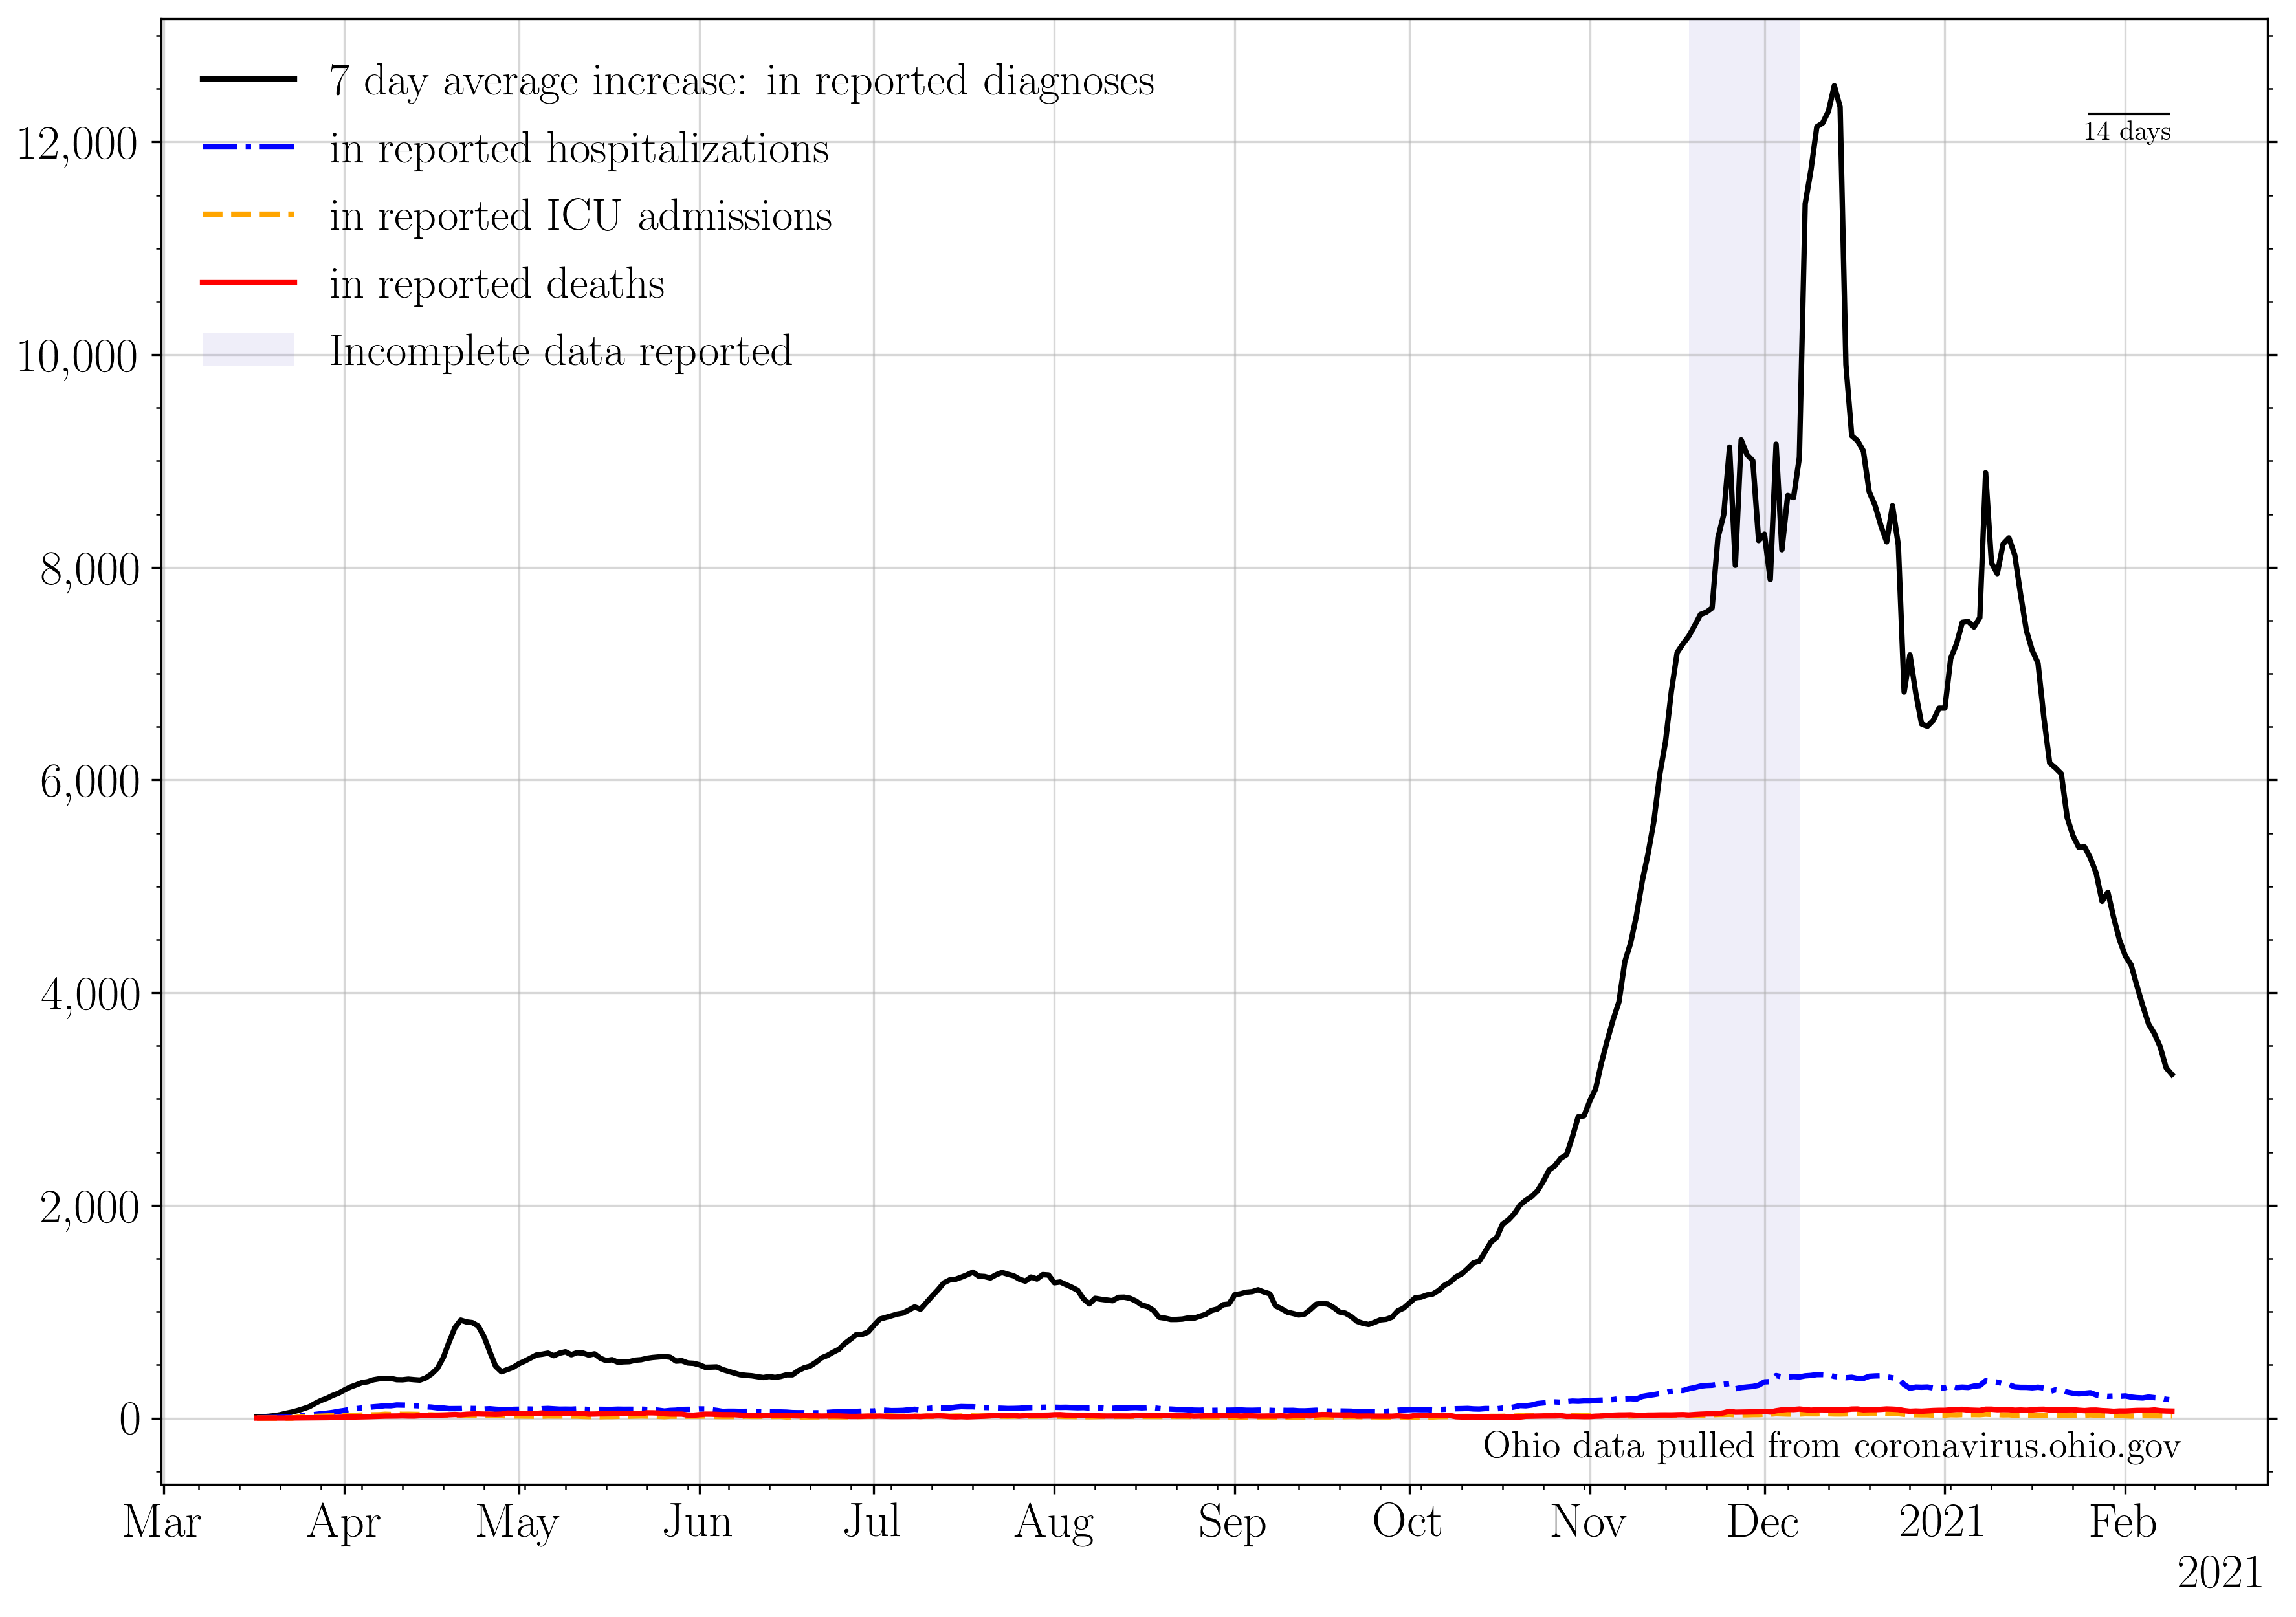 7 day average increase: in reported diagnoses
in reported hospitalizations
in reported ICU admissions
in reported deaths
Incomplete data reported
14 days
12,000
10,000
8,000
6,000
4,000
2,000
0
Ohio data pulled from coronavirus.ohio.gov
Mar Apr May Jun Jul Aug Sep Oct Nov Dec 2021 Feb
2021